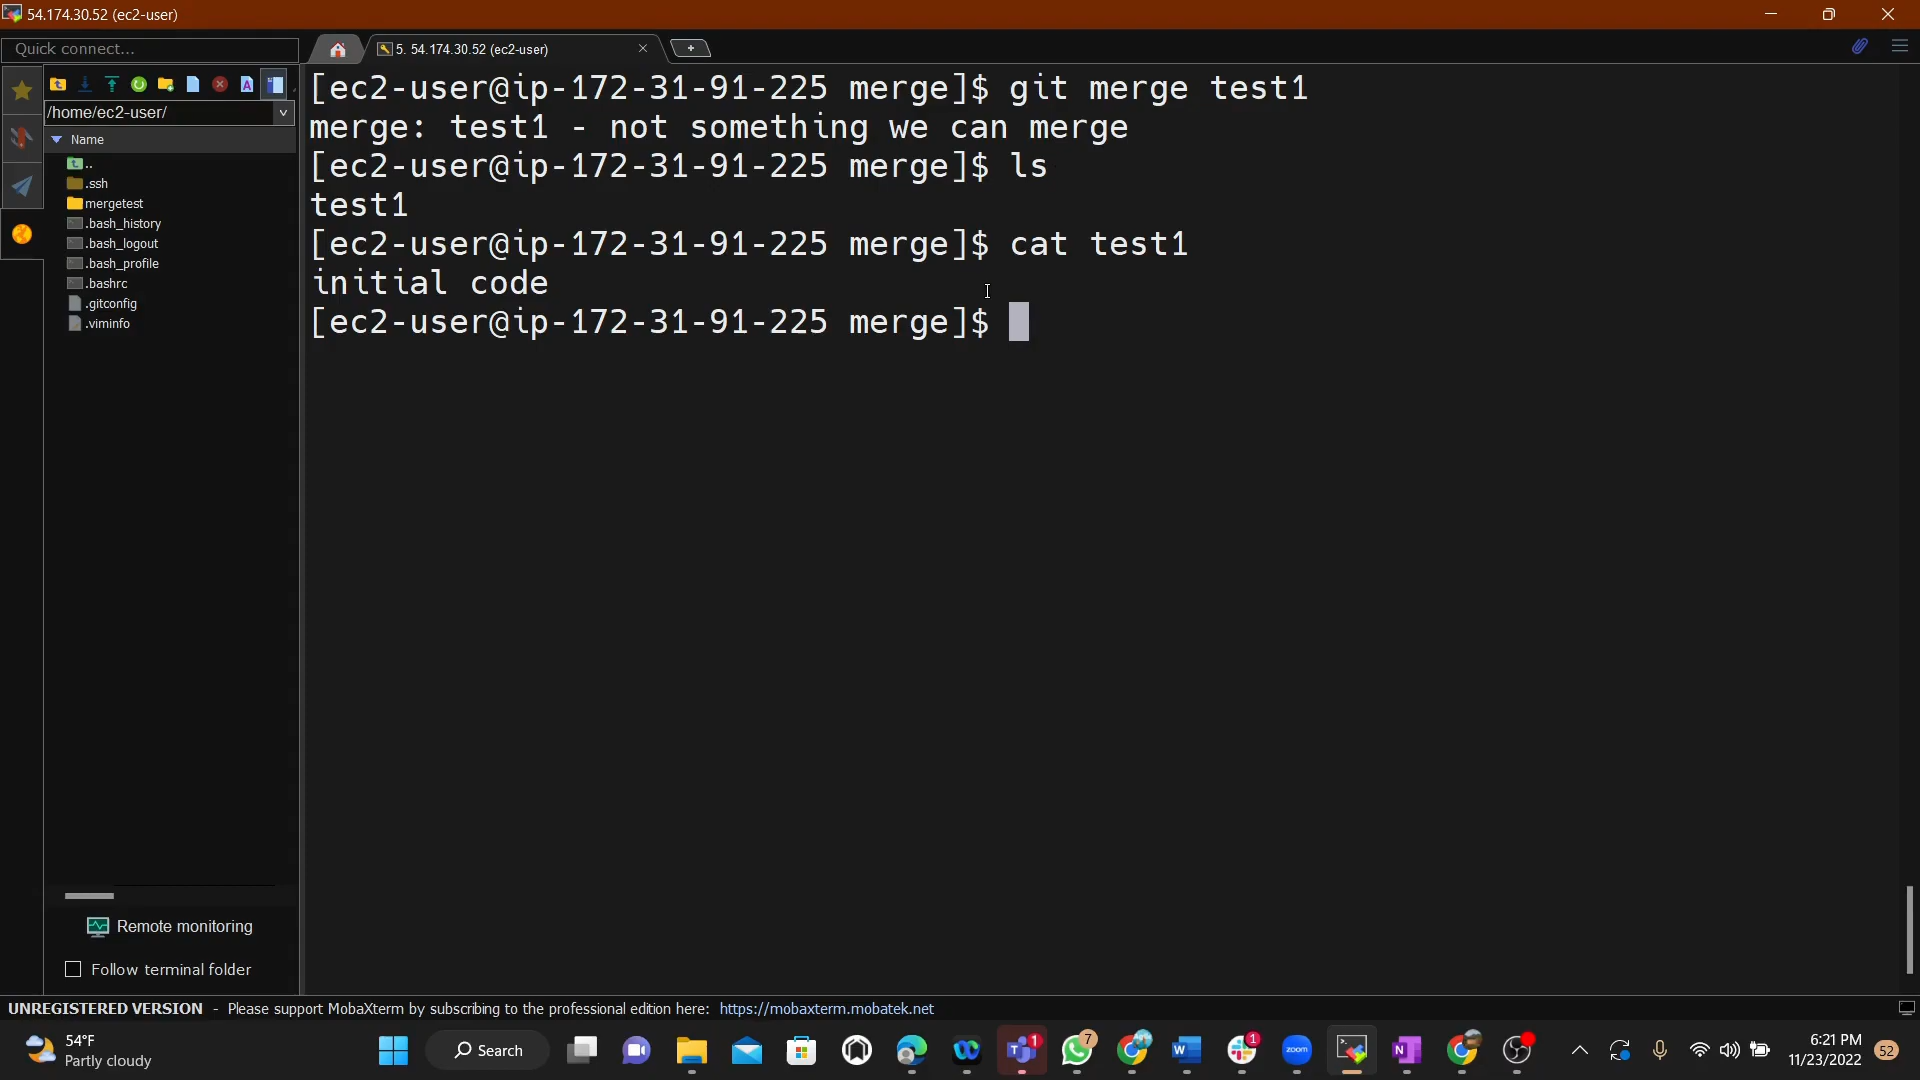 54.174.30.52 (ec2-user)
Quick connect...
5. 54.174.30.52 (ec2-user)
/home/ec2-user/
Name
..
.ssh
mergetest
.bash_history
.bash_logout
.bash_profile
.bashrc
.gitconfig
.viminfo
[ec2-user@ip-172-31-91-225 merge]$ git merge test1
merge: test1 - not something we can merge
[ec2-user@ip-172-31-91-225 merge]$ ls
test1
[ec2-user@ip-172-31-91-225 merge]$ cat test1
initial code
[ec2-user@ip-172-31-91-225 merge]$
Remote monitoring
Follow terminal folder
UNREGISTERED VERSION - Please support MobaXterm by subscribing to the professional edition here: https://mobaxterm.mobatek.net
54°F
Partly cloudy
Search
1
7
1
zoom
6:21 PM
11/23/2022
52